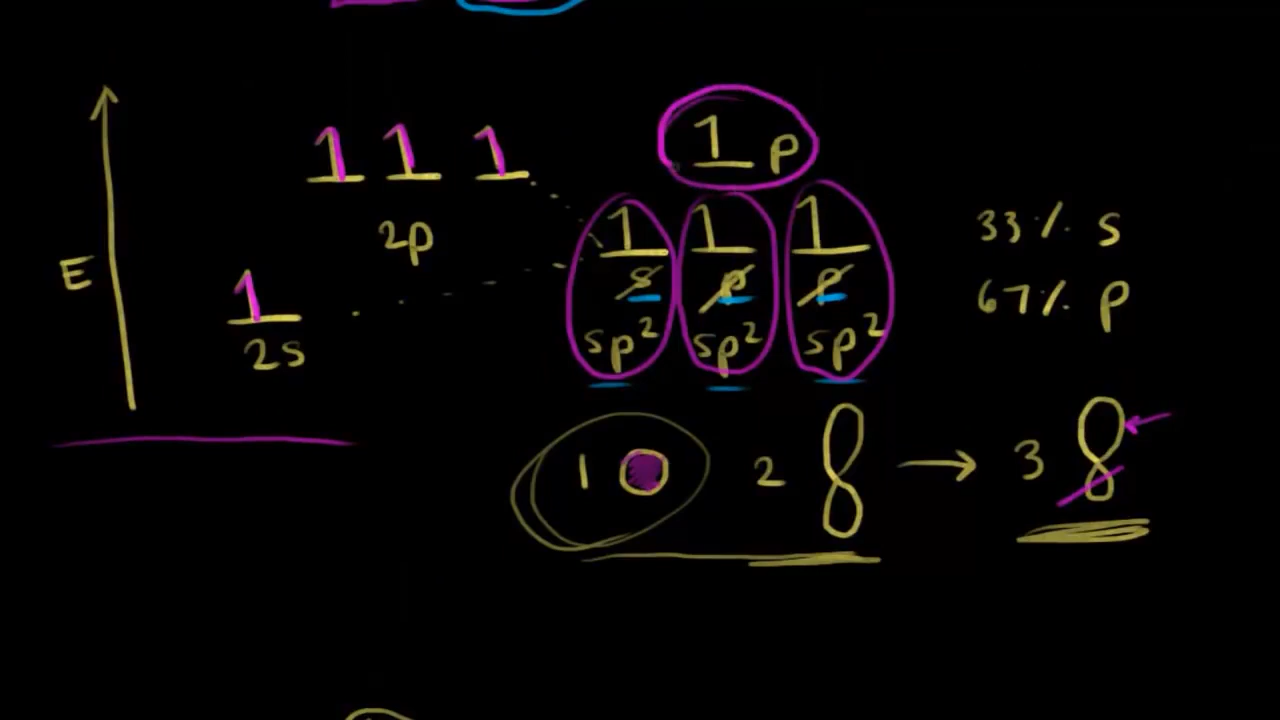 1 1 1
2p
1
2s
E
1 p
1 1 1
s p p
sp² sp² sp²
33% s
67% p
1 2 → 3